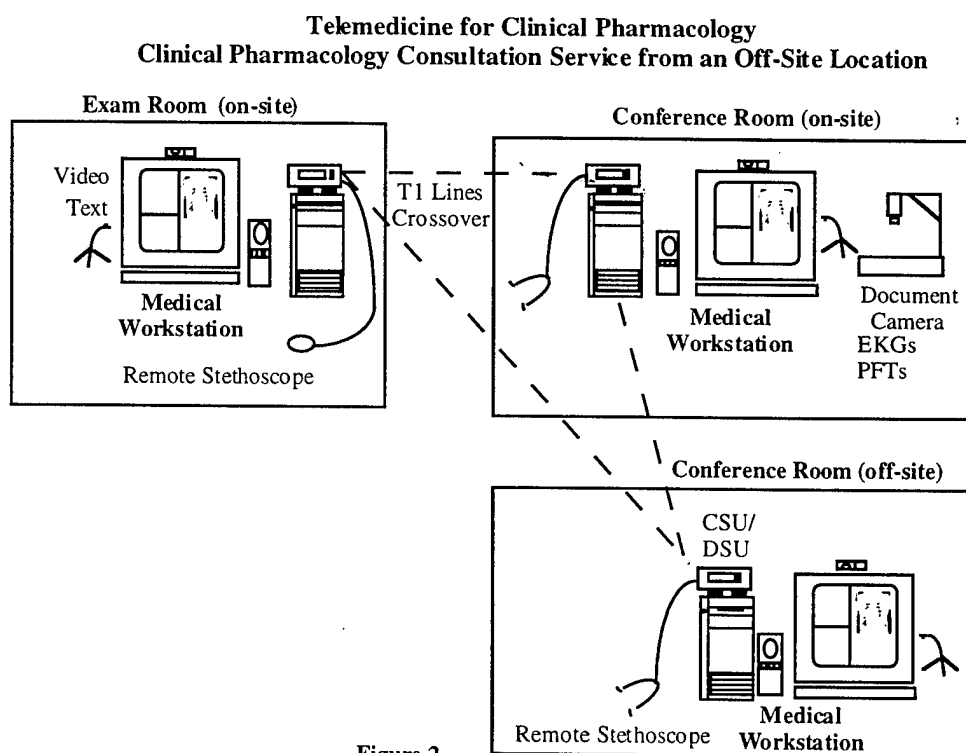 Telemedicine for Clinical Pharmacology
Clinical Pharmacology Consultation Service from an Off-Site Location
Exam Room (on-site)
Video
Text
Medical
Workstation
Remote Stethoscope
T1 Lines
Crossover
Conference Room (on-site)
Medical
Workstation
Document
Camera
EKGs
PFTs
Conference Room (off-site)
CSU/
DSU
Remote Stethoscope
Medical
Workstation
Figure 2